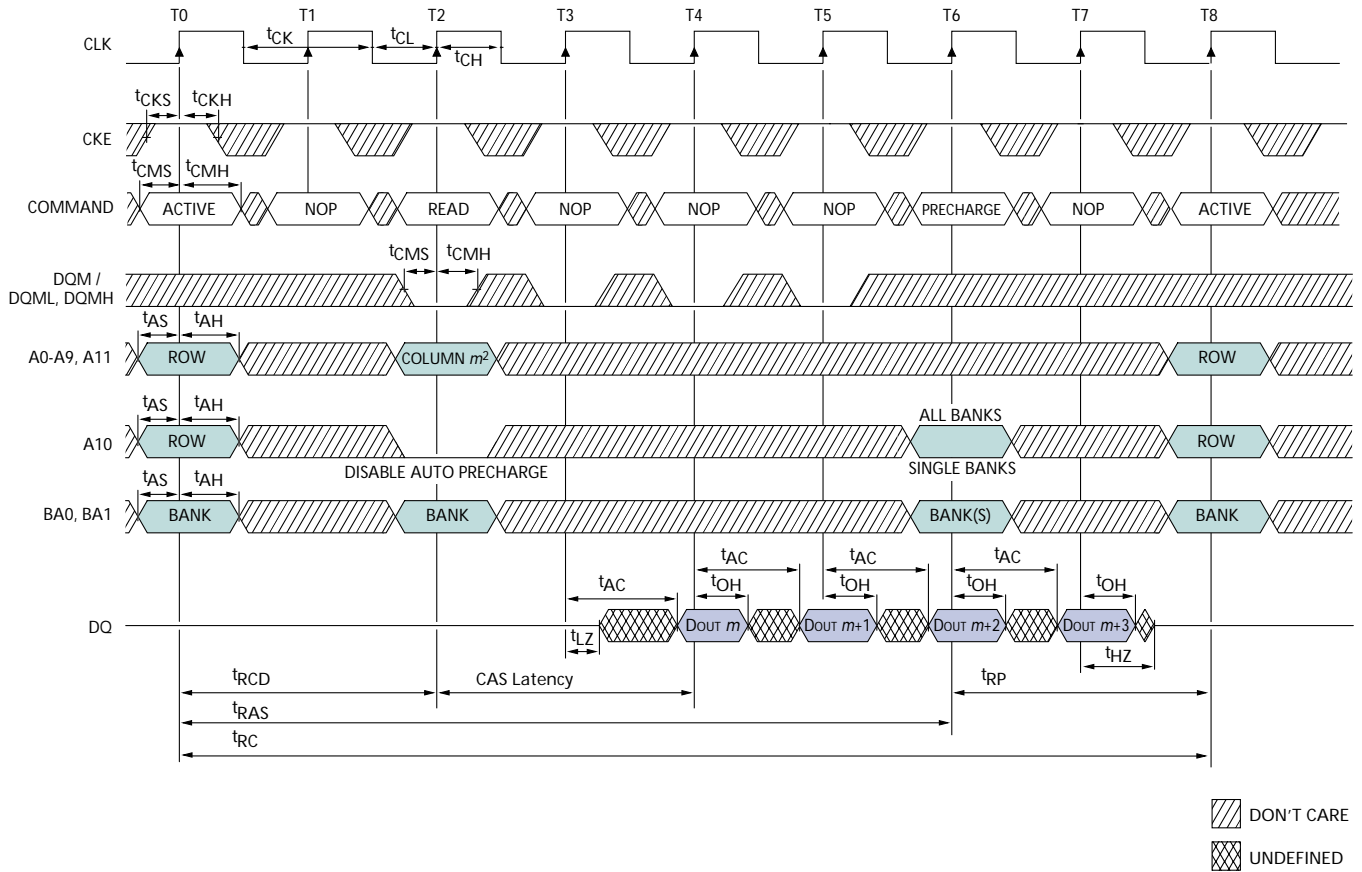 T0 T1 T2 T3 T4 T5 T6 T7 T8
CLK
tCK tCL
tCH
tCKS tCKH
CKE
tCMS tCMH
COMMAND ACTIVE NOP READ NOP NOP NOP PRECHARGE NOP ACTIVE
tCMS tCMH
DQM /
DQML, DQMH
tAS tAH
A0-A9, A11 ROW COLUMN m2 ROW
tAS tAH ALL BANKS
A10 ROW ROW
DISABLE AUTO PRECHARGE SINGLE BANKS
tAS tAH
BA0, BA1 BANK BANK BANK(S) BANK
tAC tAC tAC
tAC tOH tOH tOH tOH
DQ DOUT m DOUT m+1 DOUT m+2 DOUT m+3
tLZ tHZ
tRCD CAS Latency tRP
tRAS
tRC
DON'T CARE
UNDEFINED